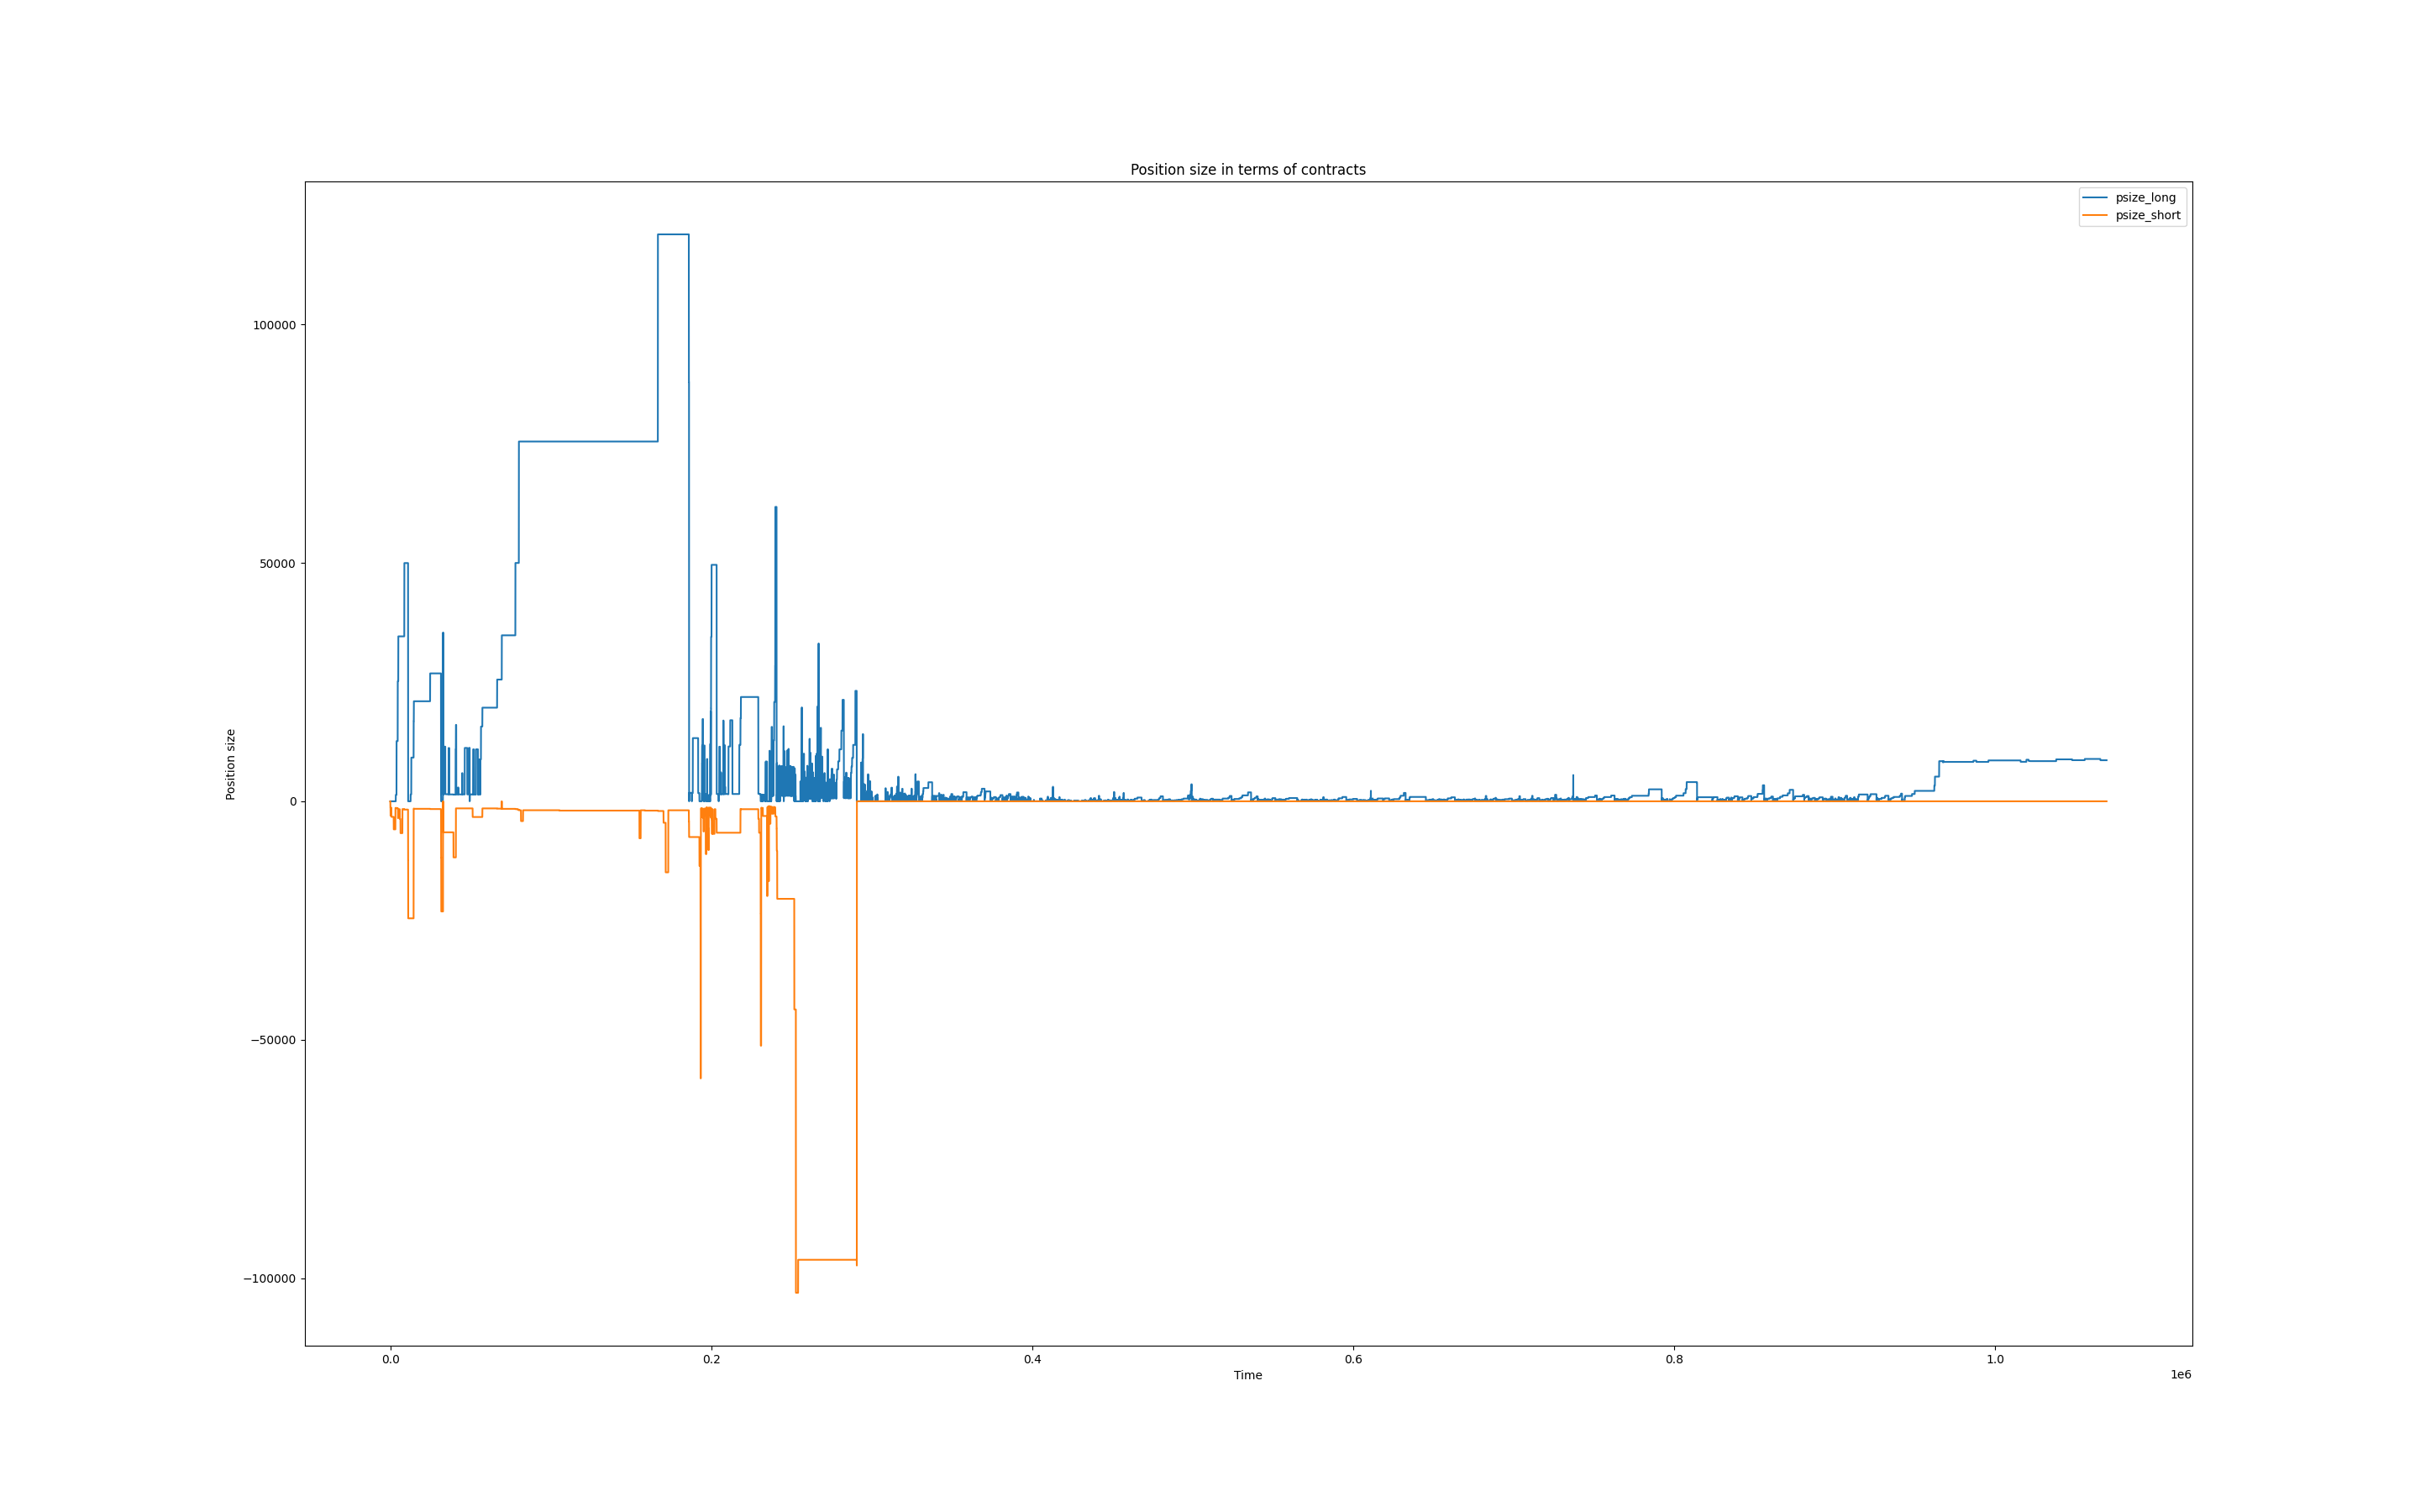 Position size in terms of contracts
psize_long
psize_short
Position size
100000
50000
0
−50000
−100000
0.0 0.2 0.4 0.6 0.8 1.0
1e6
Time